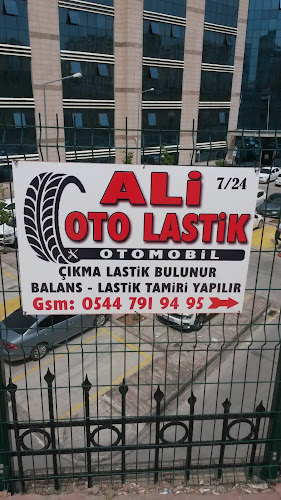 ALİ 7/24
OTO LASTİK
OTOMOBİL
ÇIKMA LASTİK BULUNUR
BALANS - LASTİK TAMİRİ YAPILIR
Gsm: 0544 791 94 95